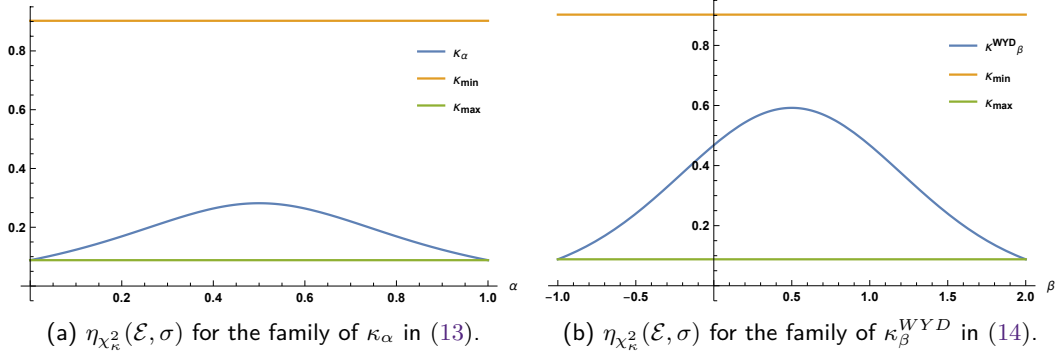 0.8
0.6
0.4
0.2
0.2 0.4 0.6 0.8 1.0 α
κα
κmin
κmax
(a) ηχ²κ(ℰ, σ) for the family of κα in (13).
0.8
0.6
0.4
0.2
-1.0 -0.5 0.5 1.0 1.5 2.0 β
κ^WYD_β
κmin
κmax
(b) ηχ²κ(ℰ, σ) for the family of κβ^WYD in (14).